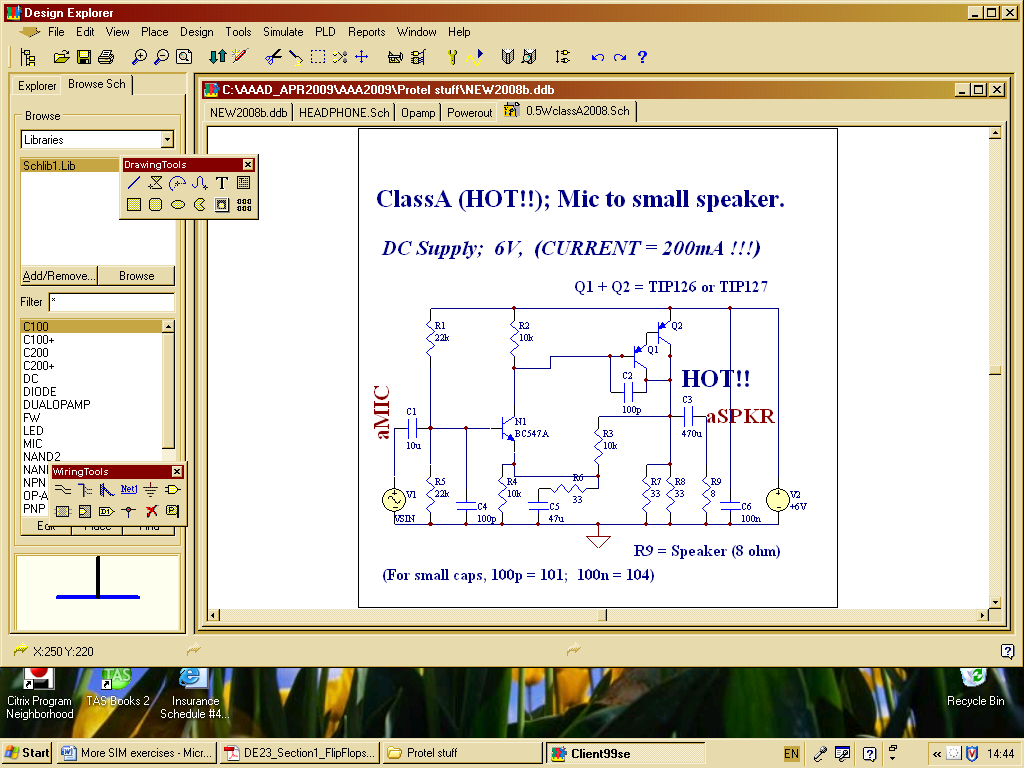 Design Explorer
File Edit View Place Design Tools Simulate PLD Reports Window Help
Explorer Browse Sch
Browse
Libraries
Schlib1.Lib
DrawingTools
Add/Remove... Browse
Filter *
C100
C100+
C200
C200+
DC
DIODE
DUALOPAMP
FW
LED
MIC
NAND2
NPN
PNP
WiringTools
Net1
D1
C:\AAAD_APR2009\AAA2009\Protel stuff\NEW2008b.ddb
NEW2008b.ddb HEADPHONE.Sch Opamp Powerout 0.5WclassA2008.Sch
ClassA (HOT!!); Mic to small speaker.
DC Supply; 6V, (CURRENT = 200mA !!!)
Q1 + Q2 = TIP126 or TIP127
R1
22k
R2
10k
Q2
Q1
C2
100p
HOT!!
aMIC
C1
10u
N1
BC547A
R3
10k
C3
470u
aSPKR
V1
VSIN
R5
22k
C4
100p
R4
10k
C5
47u
R6
33
R7
33
R8
33
R9
8
C6
100n
V2
+6V
R9 = Speaker (8 ohm)
(For small caps, 100p = 101; 100n = 104)
X:250 Y:220
Citrix Program
Neighborhood
TAS Books 2
Insurance
Schedule #4...
Recycle Bin
Start More SIM exercises - Micr... DE23_Section1_FlipFlops... Protel stuff Client99se EN 14:44